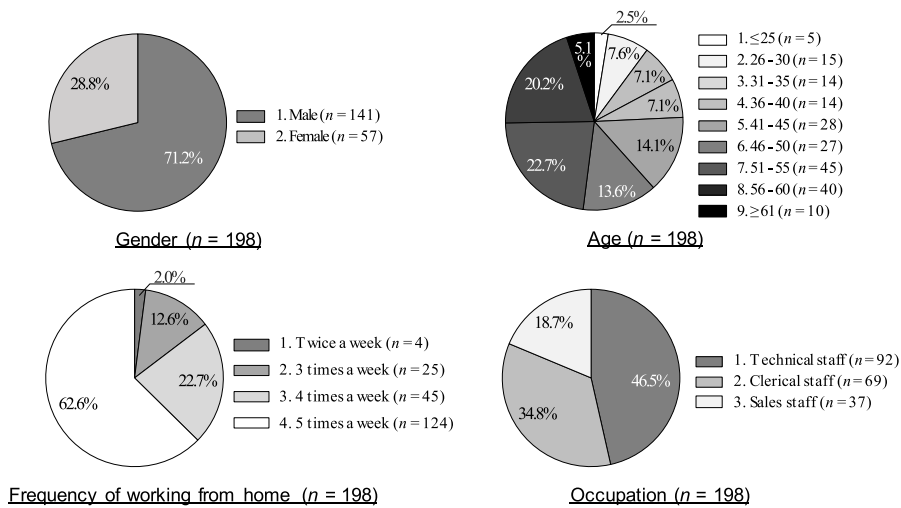 28.8%
71.2%
1. Male (n = 141)
2. Female (n = 57)
Gender (n = 198)
2.5%
5.1
%
7.6%
7.1%
7.1%
14.1%
13.6%
22.7%
20.2%
1. ≤25 (n = 5)
2. 26 - 30 (n = 15)
3. 31 - 35 (n = 14)
4. 36 - 40 (n = 14)
5. 41 - 45 (n = 28)
6. 46 - 50 (n = 27)
7. 51 - 55 (n = 45)
8. 56 - 60 (n = 40)
9. ≥61 (n = 10)
Age (n = 198)
2.0%
12.6%
22.7%
62.6%
1. Twice a week (n = 4)
2. 3 times a week (n = 25)
3. 4 times a week (n = 45)
4. 5 times a week (n = 124)
Frequency of working from home (n = 198)
18.7%
46.5%
34.8%
1. Technical staff (n = 92)
2. Clerical staff (n = 69)
3. Sales staff (n = 37)
Occupation (n = 198)